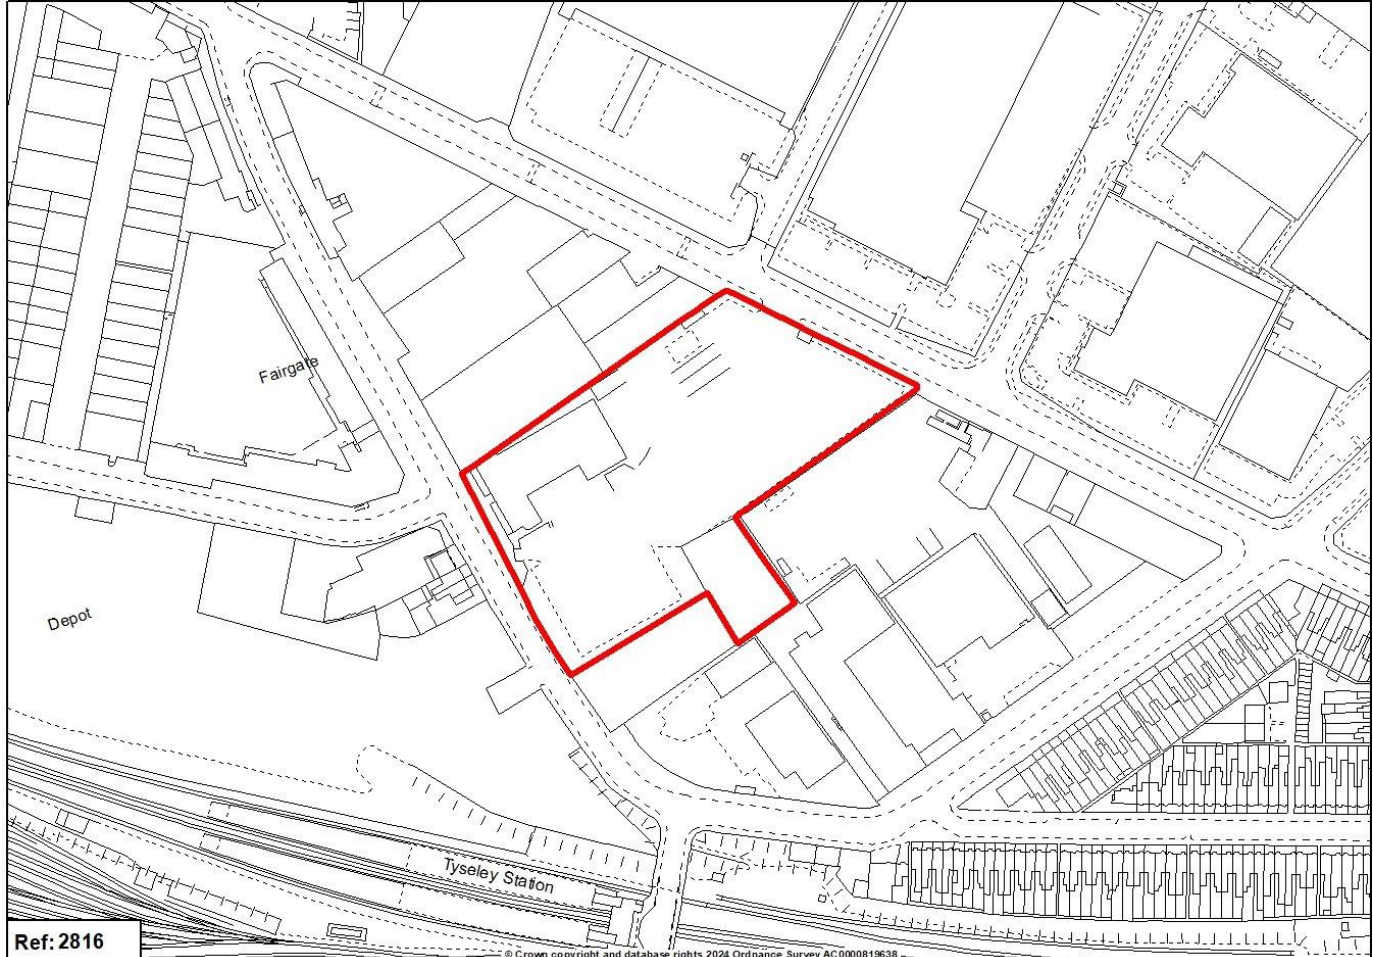 Fairgate
Depot
Tyseley Station
Ref: 2816
© Crown copyright and database rights 2024 Ordnance Survey AC0000819638